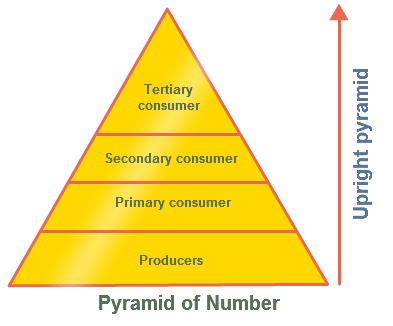 Tertiary
consumer
Secondary consumer
Primary consumer
Producers
Upright pyramid
Pyramid of Number